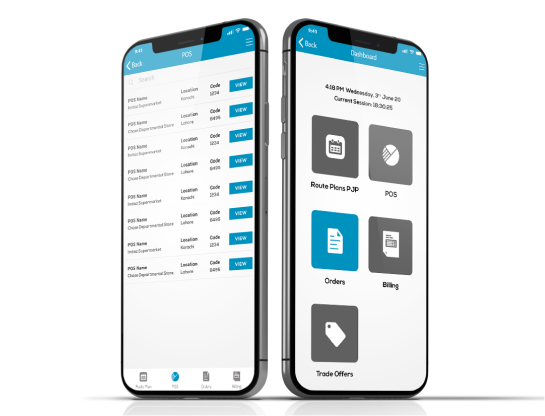 9:41
Back
POS
Search
POS Name
Imtiaz Supermarket
Location
Karachi
Code
1234
VIEW
POS Name
Chase Departmental Store
Location
Lahore
Code
6496
VIEW
POS Name
Imtiaz Supermarket
Location
Karachi
Code
1234
VIEW
POS Name
Chase Departmental Store
Location
Lahore
Code
6496
VIEW
POS Name
Imtiaz Supermarket
Location
Karachi
Code
1234
VIEW
POS Name
Chase Departmental Store
Location
Lahore
Code
6496
VIEW
POS Name
Imtiaz Supermarket
Location
Karachi
Code
1234
VIEW
POS Name
Chase Departmental Store
Location
Lahore
Code
6496
VIEW
Route Plan
POS
Orders
Billing
9:41
Back
Dashboard
4:18 PM Wednesday, 3rd June 20
Current Session: 18:30:25
Route Plans PJP
POS
Orders
Billing
Trade Offers